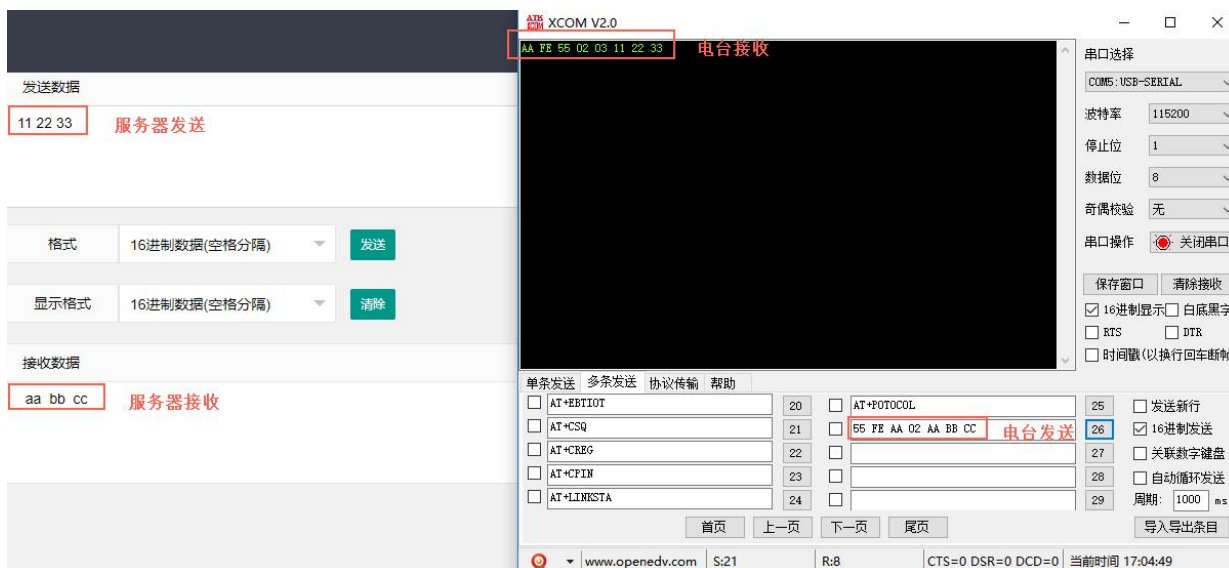 发送数据
11 22 33
服务器发送
格式
16进制数据(空格分隔)
发送
显示格式
16进制数据(空格分隔)
清除
接收数据
aa bb cc
服务器接收
ATK
XCOM
XCOM V2.0
AA FE 55 02 03 11 22 33
电台接收
串口选择
COM5:USB-SERIAL
波特率
115200
停止位
1
数据位
8
奇偶校验
无
串口操作
关闭串口
保存窗口
清除接收
16进制显示
白底黑字
RTS
DTR
时间戳(以换行回车断帧
单条发送
多条发送
协议传输
帮助
AT+EBTIOT
20
AT+POTOCOL
25
发送新行
AT+CSQ
21
55 FE AA 02 AA BB CC
电台发送
26
16进制发送
AT+CREG
22
27
关联数字键盘
AT+CPIN
23
28
自动循环发送
AT+LINKSTA
24
29
周期:
1000
ms
首页
上一页
下一页
尾页
导入导出条目
www.openedv.com
S:21
R:8
CTS=0 DSR=0 DCD=0
当前时间 17:04:49